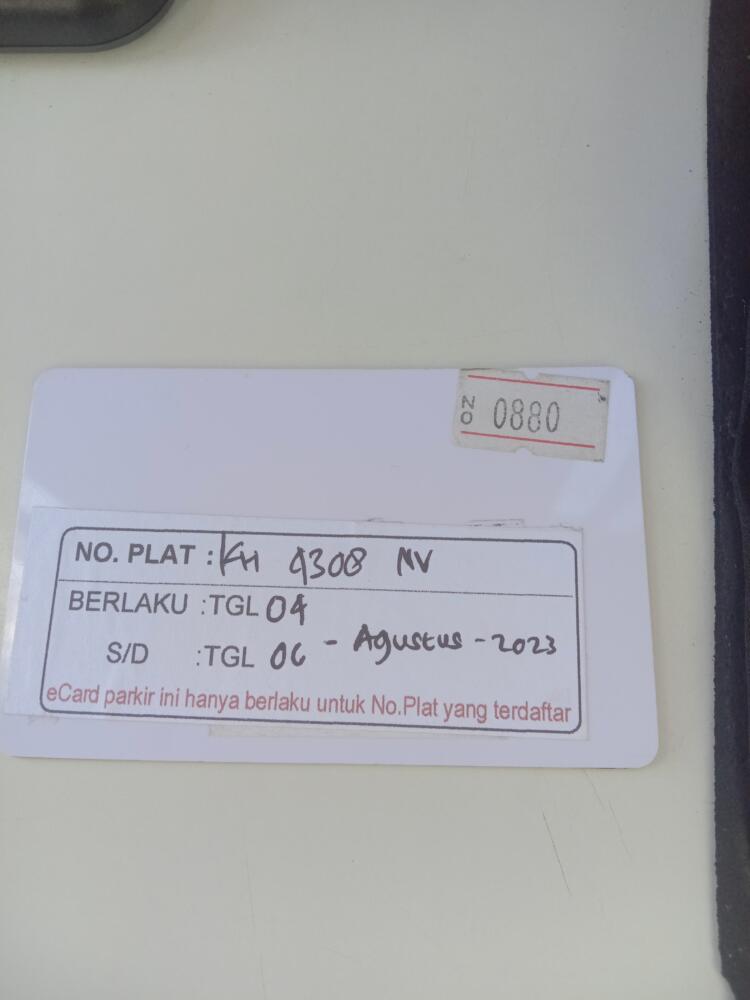 NO 0880
NO. PLAT : KH 4308 NV
BERLAKU : TGL 04
S/D : TGL 06 - Agustus - 2023
eCard parkir ini hanya berlaku untuk No.Plat yang terdaftar